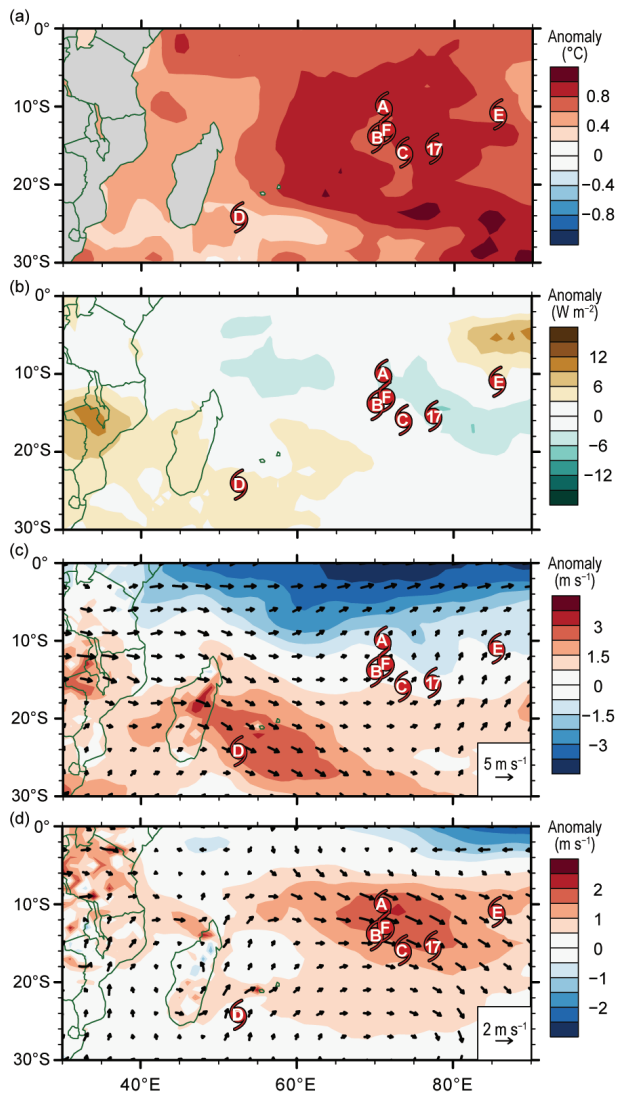 (a)
Anomaly
(°C)
0°
10°S
20°S
30°S
A
B
F
C
17
E
D
0.8
0.4
0
−0.4
−0.8
(b)
Anomaly
(W m−2)
0°
10°S
20°S
30°S
A
B
F
C
17
E
D
12
6
0
−6
−12
(c)
Anomaly
(m s−1)
0°
10°S
20°S
30°S
A
B
F
C
17
E
D
5 m s−1
3
1.5
0
−1.5
−3
(d)
Anomaly
(m s−1)
0°
10°S
20°S
30°S
A
B
F
C
17
E
D
2 m s−1
2
1
0
−1
−2
40°E 60°E 80°E